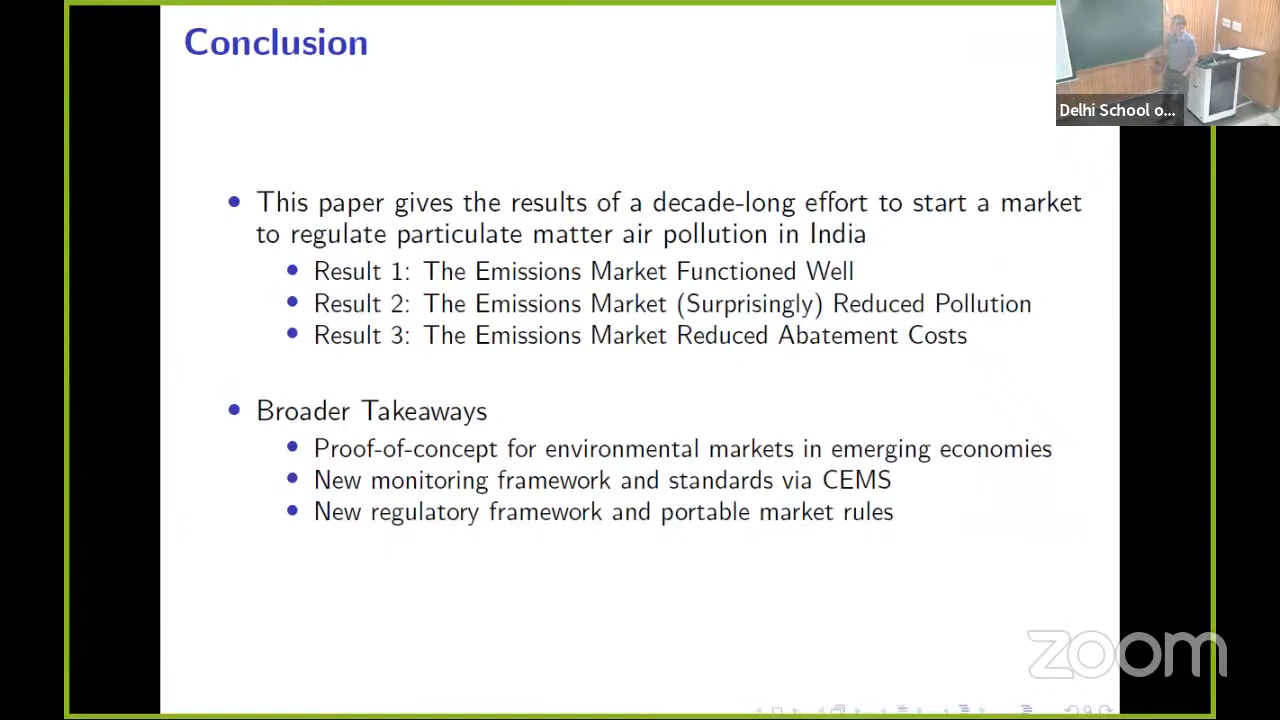 Conclusion
Delhi School o...
• This paper gives the results of a decade-long effort to start a market
to regulate particulate matter air pollution in India
• Result 1: The Emissions Market Functioned Well
• Result 2: The Emissions Market (Surprisingly) Reduced Pollution
• Result 3: The Emissions Market Reduced Abatement Costs
• Broader Takeaways
• Proof-of-concept for environmental markets in emerging economies
• New monitoring framework and standards via CEMS
• New regulatory framework and portable market rules
zoom